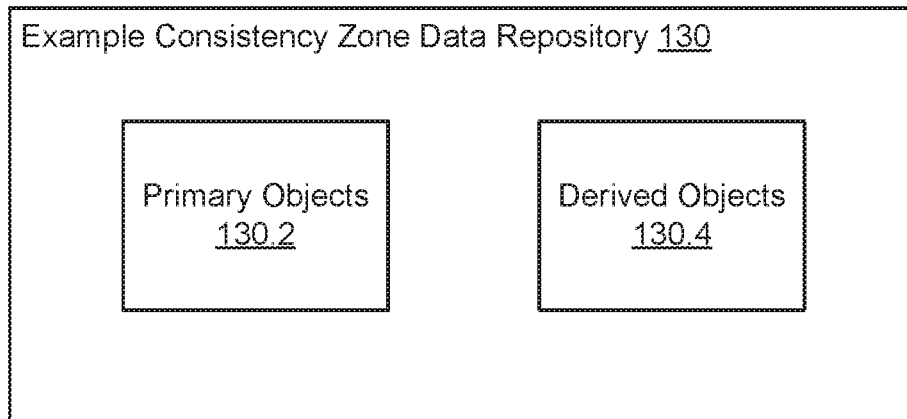 Example Consistency Zone Data Repository 130
Primary Objects
130.2
Derived Objects
130.4